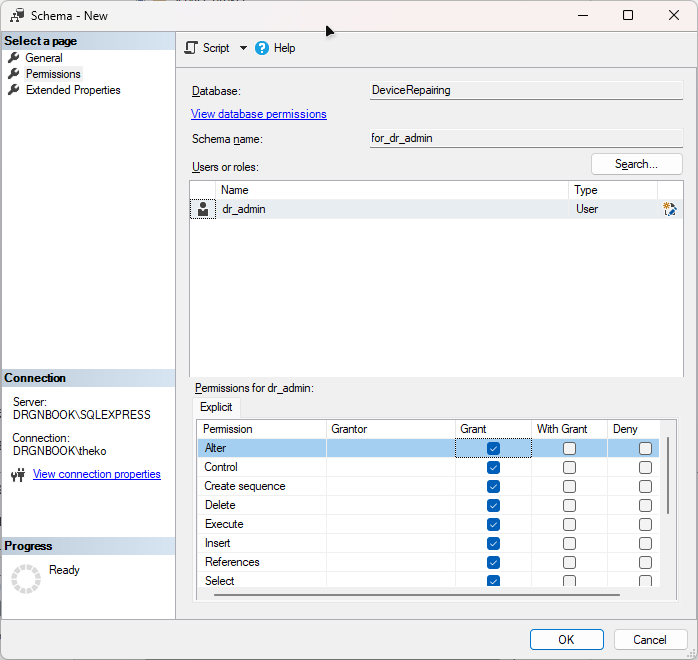 Schema - New
Select a page
General
Permissions
Extended Properties
Script
Help
Database:
DeviceRepairing
View database permissions
Schema name:
for_dr_admin
Users or roles:
Search...
Name Type
dr_admin User
Permissions for dr_admin:
Explicit
Permission Grantor Grant With Grant Deny
Alter
Control
Create sequence
Delete
Execute
Insert
References
Select
Connection
Server:
DRGNBOOK\SQLEXPRESS
Connection:
DRGNBOOK\theko
View connection properties
Progress
Ready
OK
Cancel